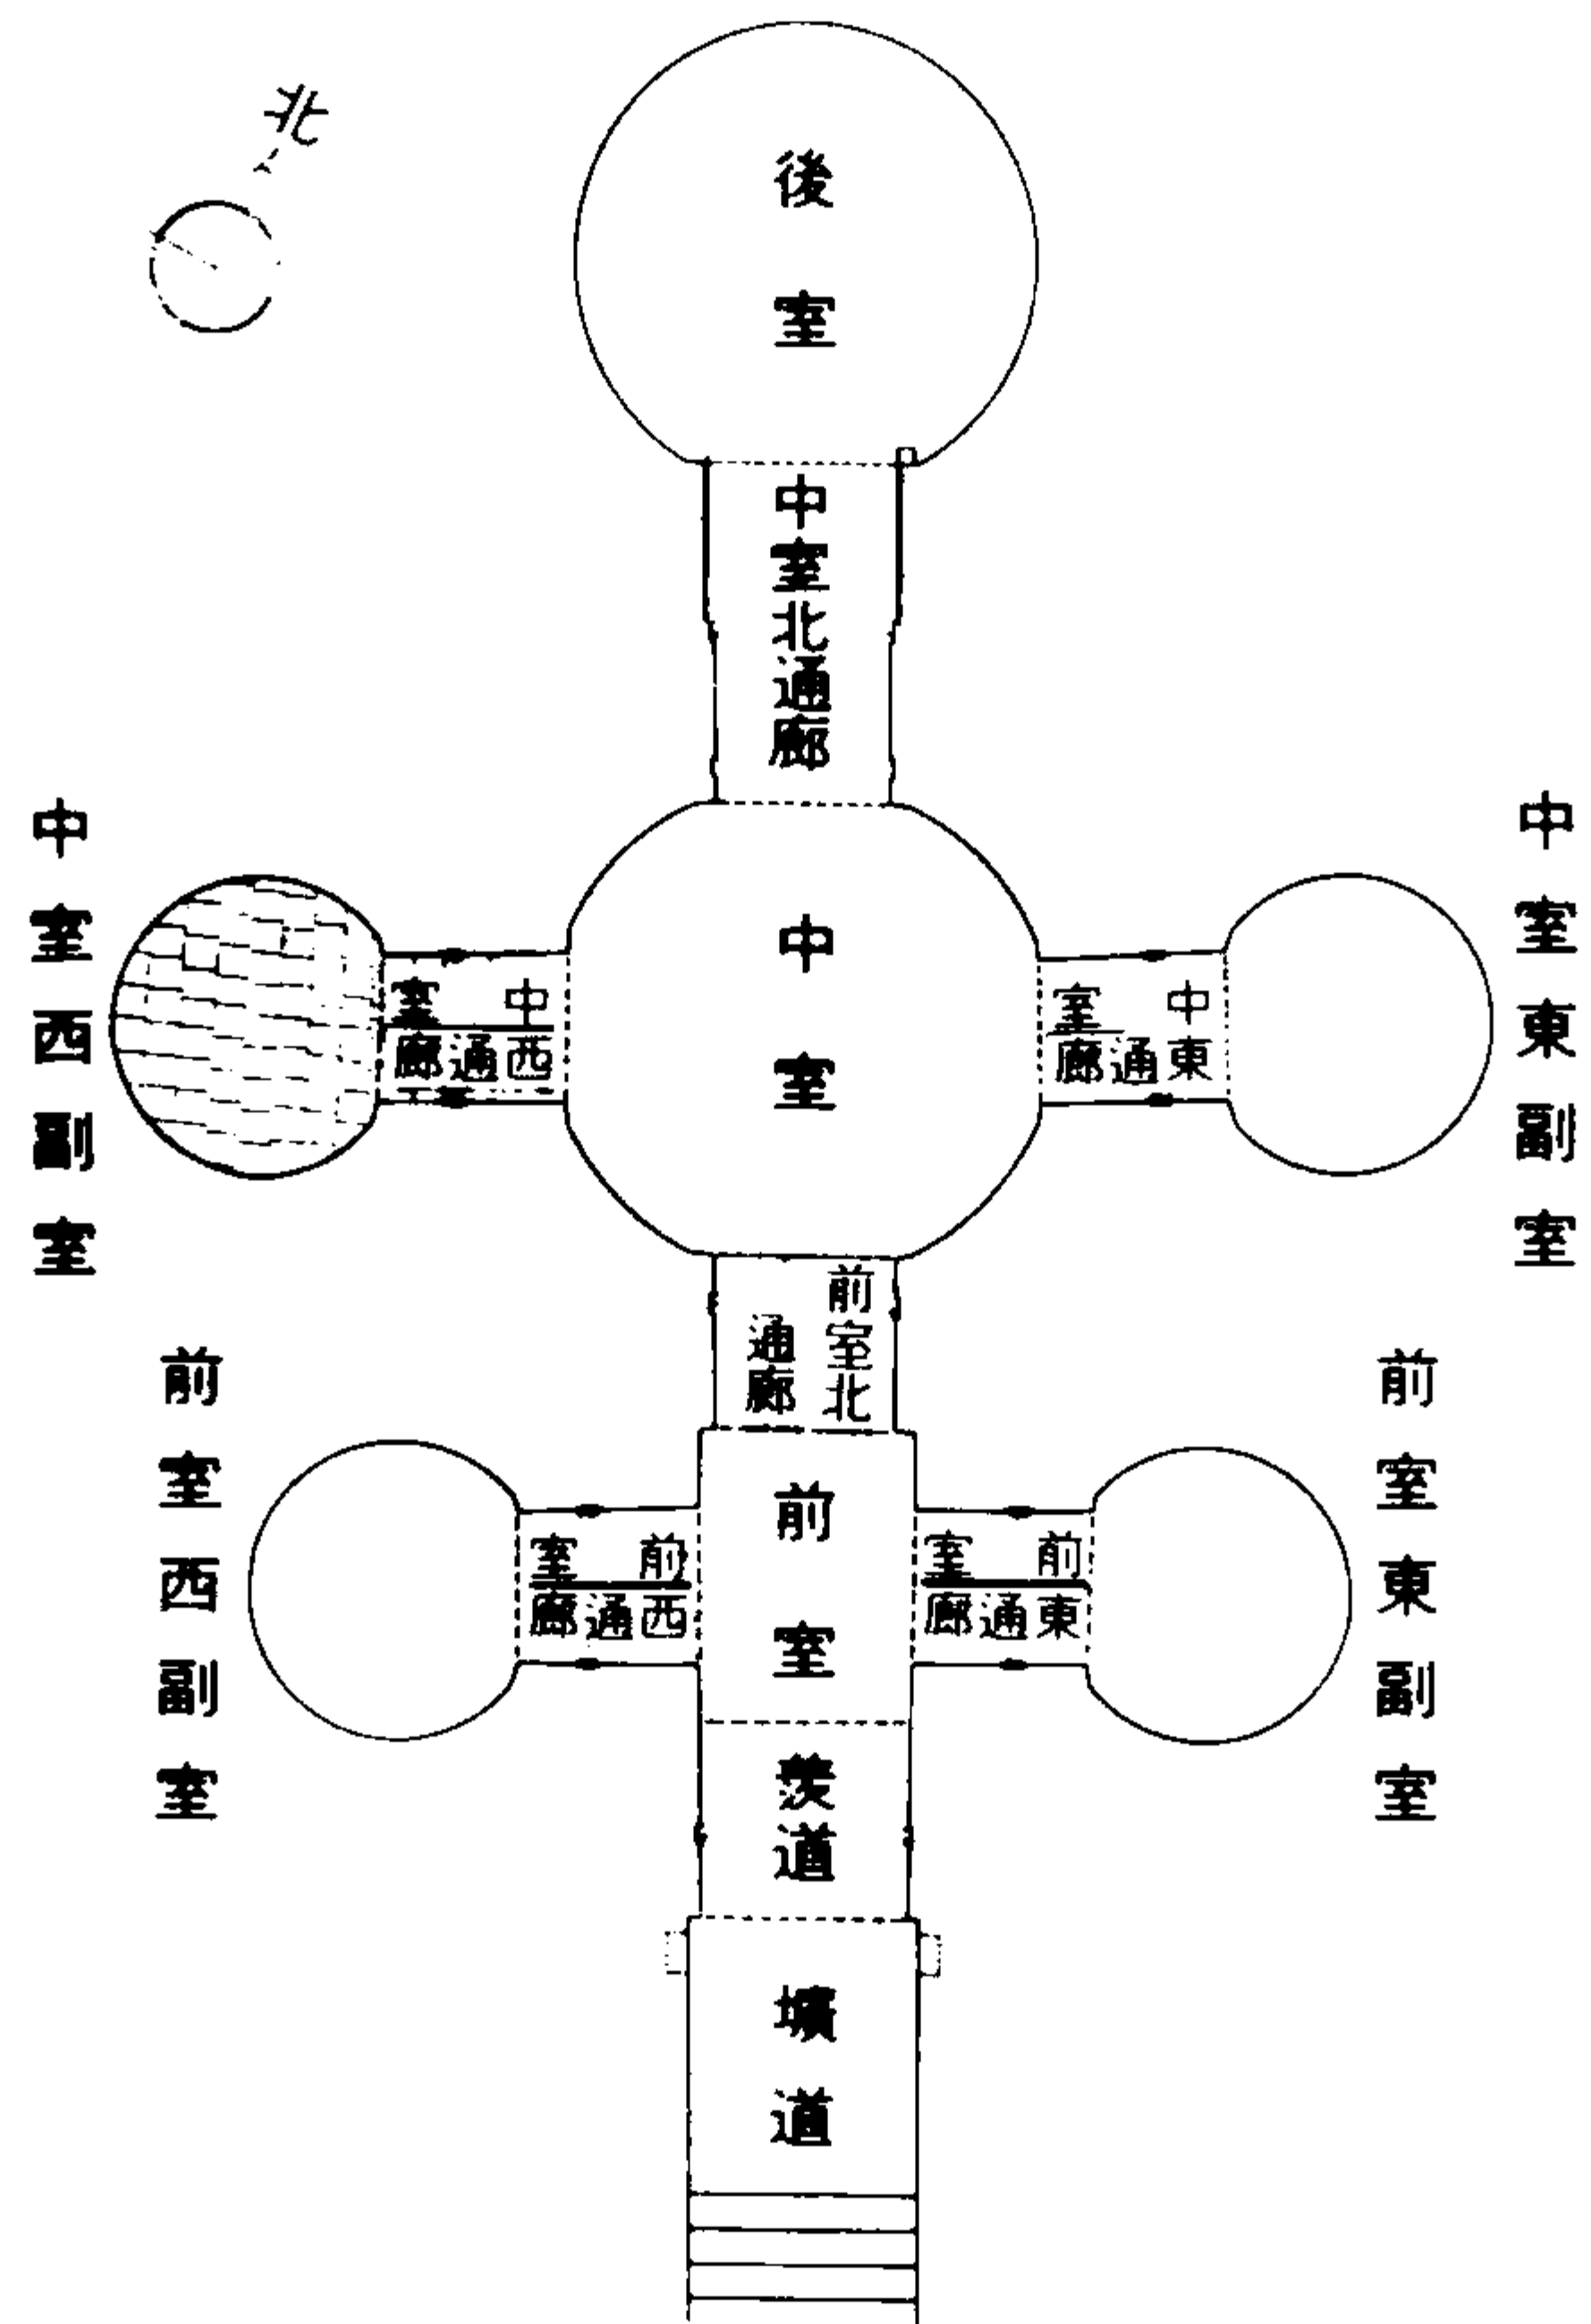 北
後室
中室北通廊
中室西副室
中室
西通廊
中室
中室
東通廊
中室東副室
前室北
通廊
前室西副室
前室
西通廊
前室
前室
東通廊
前室東副室
羨道
壙道